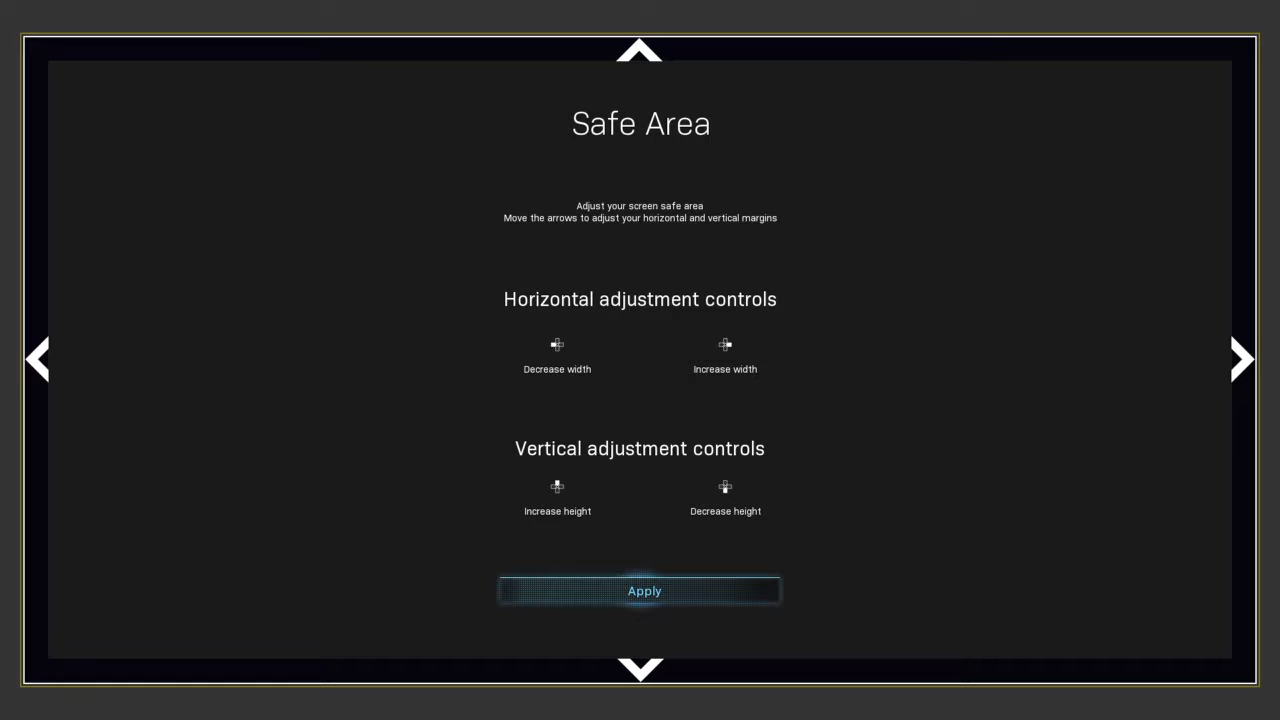 Safe Area
Adjust your screen safe area
Move the arrows to adjust your horizontal and vertical margins
Horizontal adjustment controls
Decrease width
Increase width
Vertical adjustment controls
Increase height
Decrease height
Apply